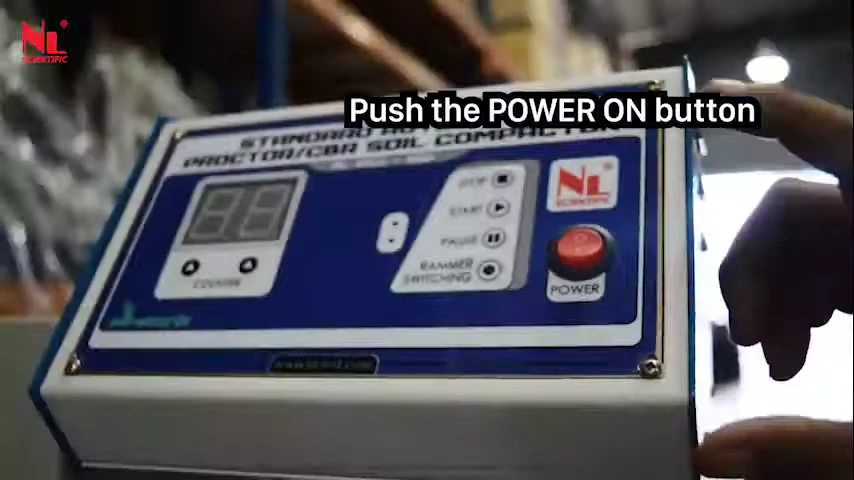 NL
SCIENTIFIC
Push the POWER ON button
STANDARD
PROCTOR/CBR SOIL COMPACTOR
STOP
START
PAUSE
RAMMER
SWITCHING
COUNTER
NL
SCIENTIFIC
POWER